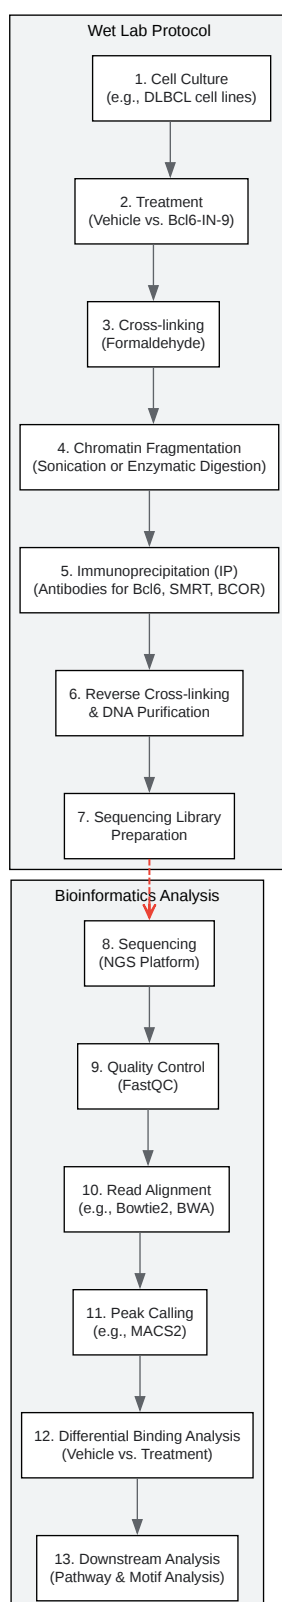 Wet Lab Protocol
1. Cell Culture
(e.g., DLBCL cell lines)
2. Treatment
(Vehicle vs. Bcl6-IN-9)
3. Cross-linking
(Formaldehyde)
4. Chromatin Fragmentation
(Sonication or Enzymatic Digestion)
5. Immunoprecipitation (IP)
(Antibodies for Bcl6, SMRT, BCOR)
6. Reverse Cross-linking
& DNA Purification
7. Sequencing Library
Preparation
Bioinformatics Analysis
8. Sequencing
(NGS Platform)
9. Quality Control
(FastQC)
10. Read Alignment
(e.g., Bowtie2, BWA)
11. Peak Calling
(e.g., MACS2)
12. Differential Binding Analysis
(Vehicle vs. Treatment)
13. Downstream Analysis
(Pathway & Motif Analysis)